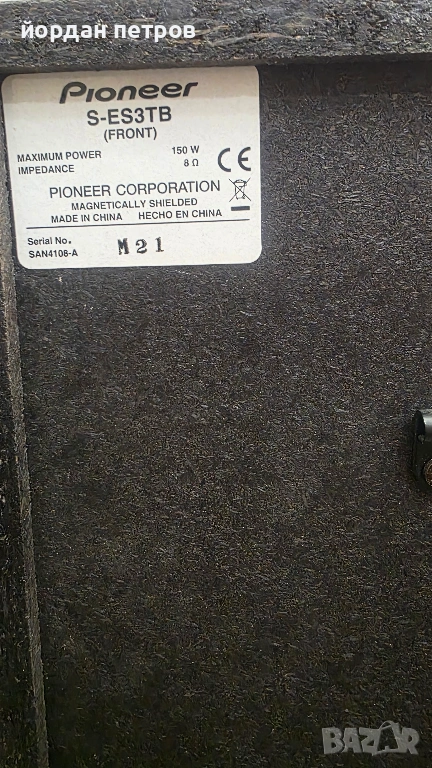 йордан петров
Pioneer
S-ES3TB
(FRONT)
MAXIMUM POWER 150 W
IMPEDANCE 8 Ω
CE
PIONEER CORPORATION
MAGNETICALLY SHIELDED
MADE IN CHINA HECHO EN CHINA
Serial No. M21
SAN4108-A
BAZAR